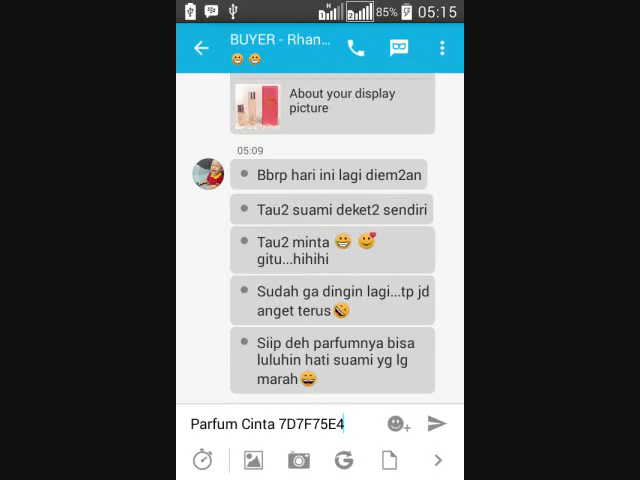 85% 05:15
BUYER - Rhan...
About your display
picture
05:09
Bbrp hari ini lagi diem2an
Tau2 suami deket2 sendiri
Tau2 minta
gitu...hihihi
Sudah ga dingin lagi...tp jd
anget terus
Siip deh parfumnya bisa
luluhin hati suami yg lg
marah
Parfum Cinta 7D7F75E4